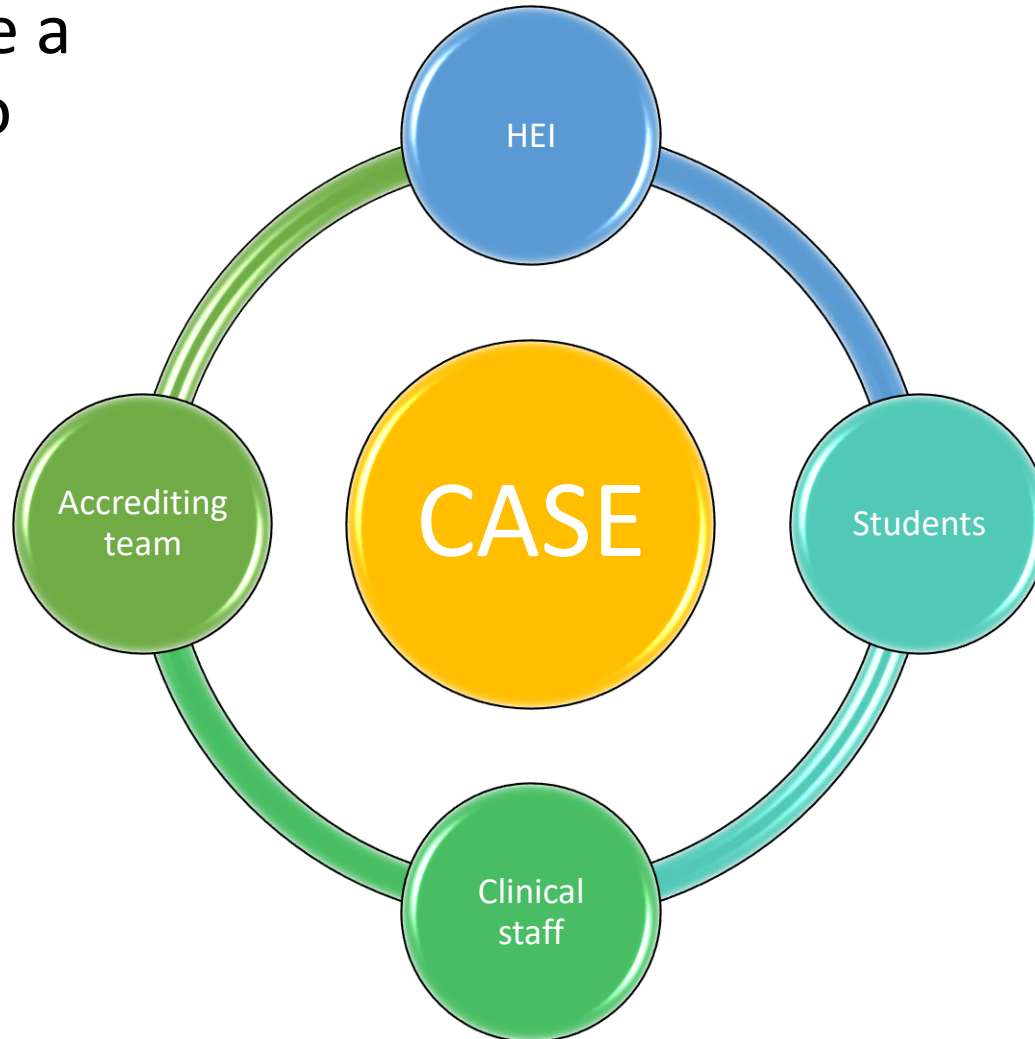 e a
HEI
Accrediting
team
CASE
Students
Clinical
staff